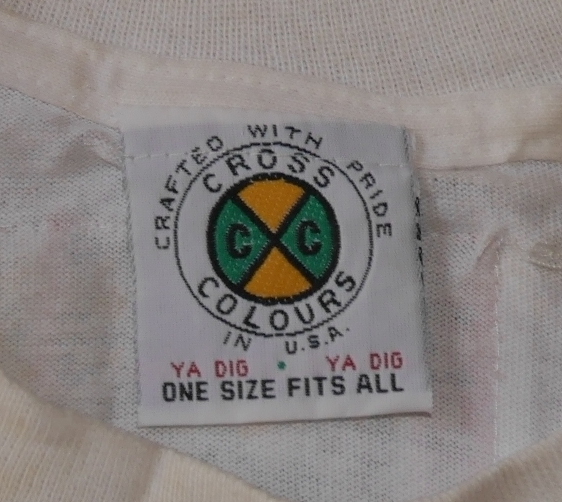 CRAFTED WITH PRIDE
CROSS
C C
COLOURS
IN U.S.A.
YA DIG • YA DIG
ONE SIZE FITS ALL